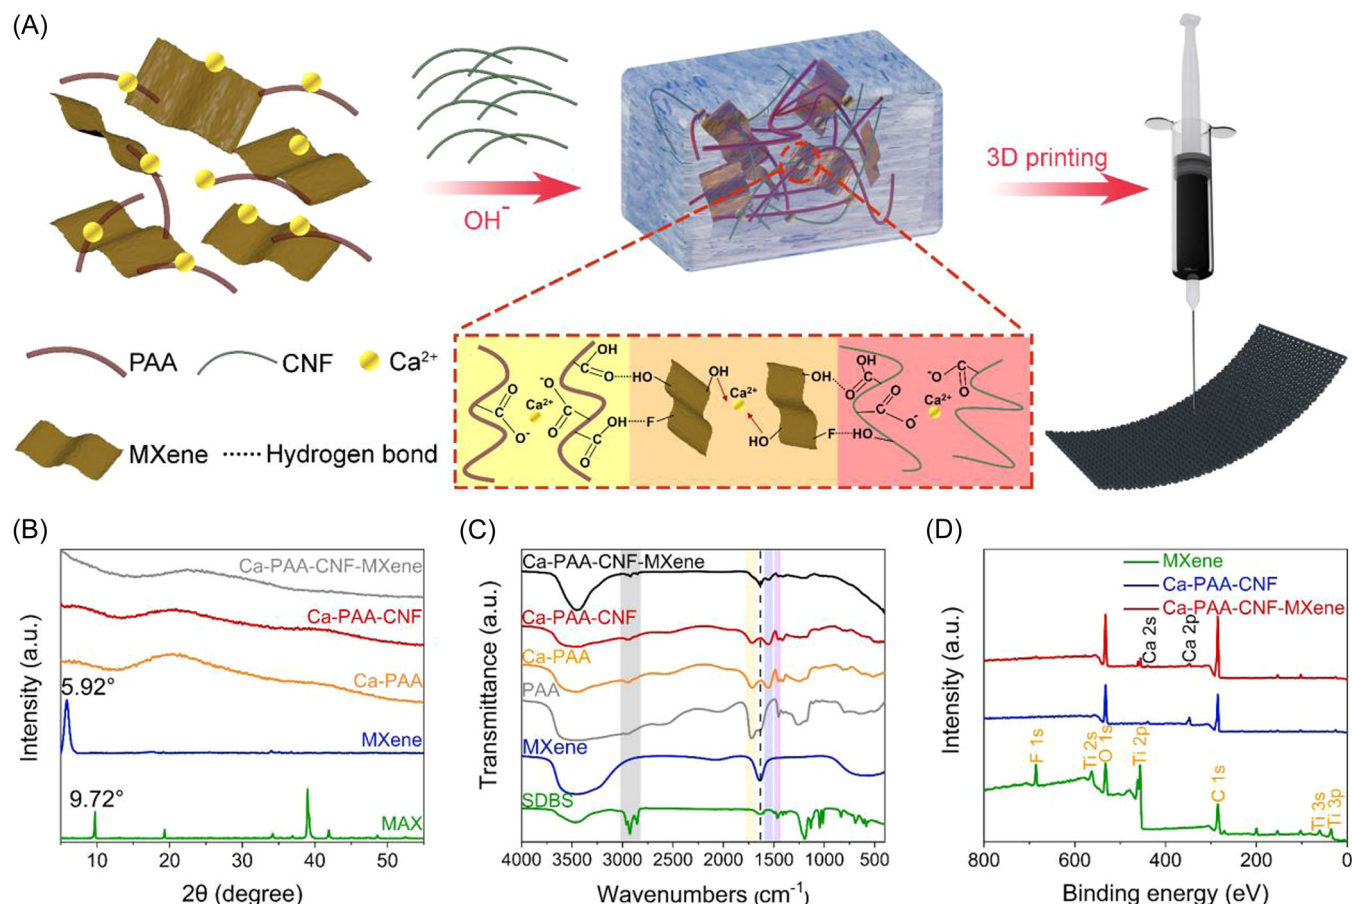 (A)
OH⁻
3D printing
PAA
CNF
Ca²⁺
MXene
Hydrogen bond
⁻O
O
O⁻
OH
O
⁻O
Ca²⁺
O
OH
O
HO
F
OH
Ca²⁺
HO
OH
F
OH
O
HO
O
O⁻
⁻O
O
Ca²⁺
(B)
Intensity (a.u.)
Ca-PAA-CNF-MXene
Ca-PAA-CNF
Ca-PAA
5.92°
MXene
9.72°
MAX
10
20
30
40
50
2θ (degree)
(C)
Transmittance (a.u.)
Ca-PAA-CNF-MXene
Ca-PAA-CNF
Ca-PAA
PAA
MXene
SDBS
4000
3500
3000
2500
2000
1500
1000
500
Wavenumbers (cm⁻¹)
(D)
Intensity (a.u.)
MXene
Ca-PAA-CNF
Ca-PAA-CNF-MXene
Ca 2s
Ca 2p
F 1s
Ti 2s
O 1s
Ti 2p
C 1s
Ti 3s
Ti 3p
800
600
400
200
0
Binding energy (eV)